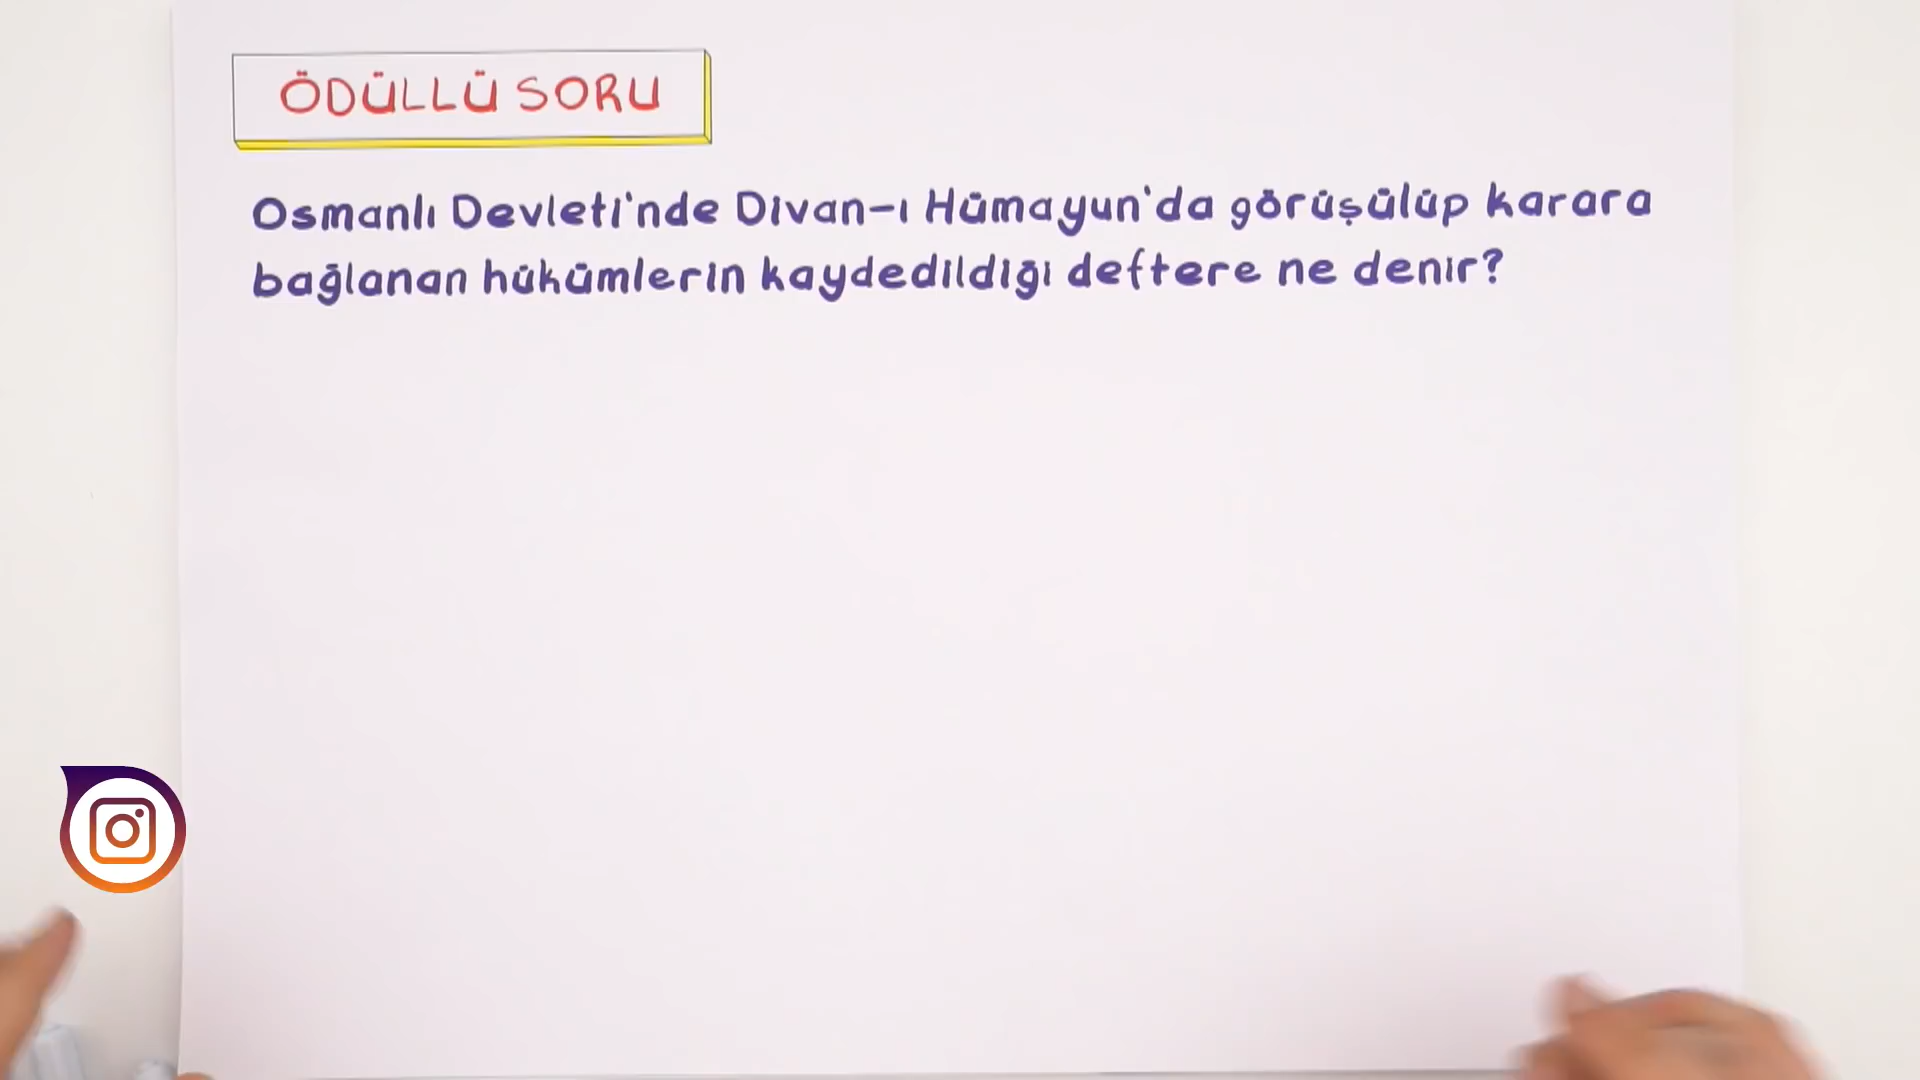 ÖDÜLLÜ SORU
Osmanlı Devleti'nde Divan-ı Hümayun'da görüşülüp karara
bağlanan hükümlerin kaydedildiği deftere ne denir?